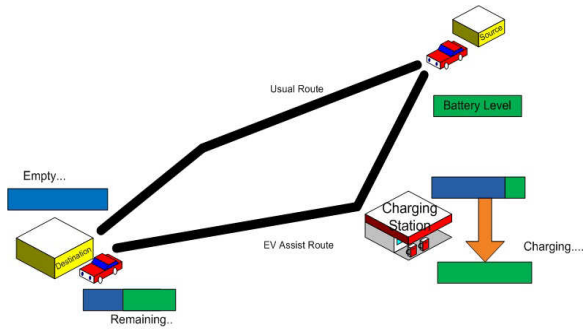 Source
Usual Route
Battery Level
Empty...
Charging
Station
Destination
EV Assist Route
Charging....
Remaining..